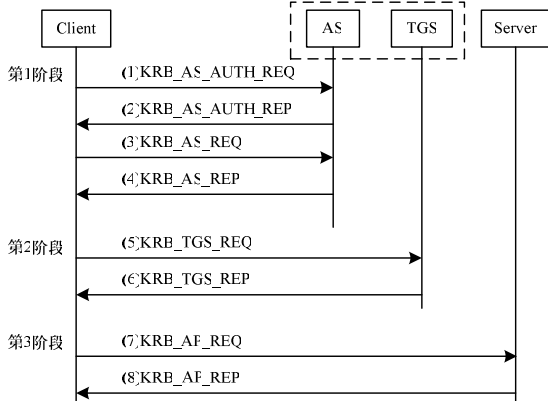 Client
AS
TGS
Server
第1阶段
(1)KRB_AS_AUTH_REQ
(2)KRB_AS_AUTH_REP
(3)KRB_AS_REQ
(4)KRB_AS_REP
第2阶段
(5)KRB_TGS_REQ
(6)KRB_TGS_REP
第3阶段
(7)KRB_AP_REQ
(8)KRB_AP_REP